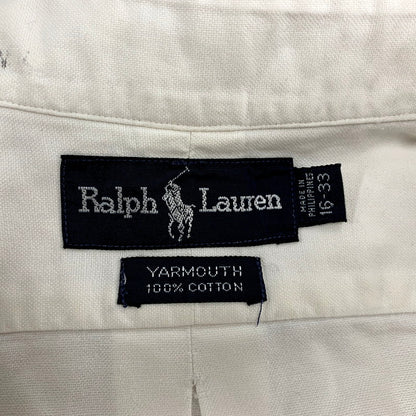 Ralph Lauren
MADE IN
PHILIPPINES
16-33
YARMOUTH
100% COTTON